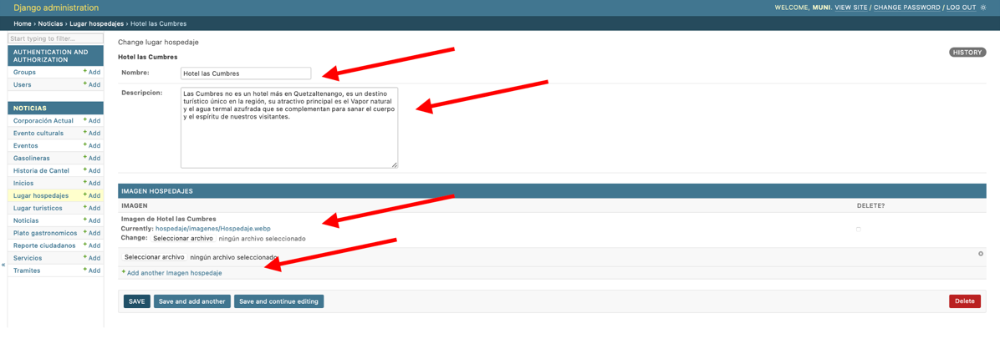 Django administration
WELCOME, MUNI. VIEW SITE / CHANGE PASSWORD / LOG OUT
Home › Noticias › Lugar hospedajes › Hotel las Cumbres
Start typing to filter...
AUTHENTICATION AND
AUTHORIZATION
Groups + Add
Users + Add
NOTICIAS
Corporación Actual + Add
Evento culturals + Add
Eventos + Add
Gasolineras + Add
Historia de Cantel + Add
Inicios + Add
Lugar hospedajes + Add
Lugar turisticos + Add
Noticias + Add
Plato gastronomicos + Add
Reporte ciudadanos + Add
Servicios + Add
Tramites + Add
«
Change lugar hospedaje
HISTORY
Hotel las Cumbres
Nombre: Hotel las Cumbres
Descripcion: Las Cumbres no es un hotel más en Quetzaltenango, es un destino
turístico único en la región, su atractivo principal es el Vapor natural
y el agua termal azufrada que se complementan para sanar el cuerpo
y el espíritu de nuestros visitantes.
IMAGEN HOSPEDAJES
IMAGEN DELETE?
Imagen de Hotel las Cumbres
Currently: hospedaje/imagenes/Hospedaje.webp
Change: Seleccionar archivo ningún archivo seleccionado
Seleccionar archivo ningún archivo seleccionado
+ Add another Imagen hospedaje
SAVE Save and add another Save and continue editing Delete